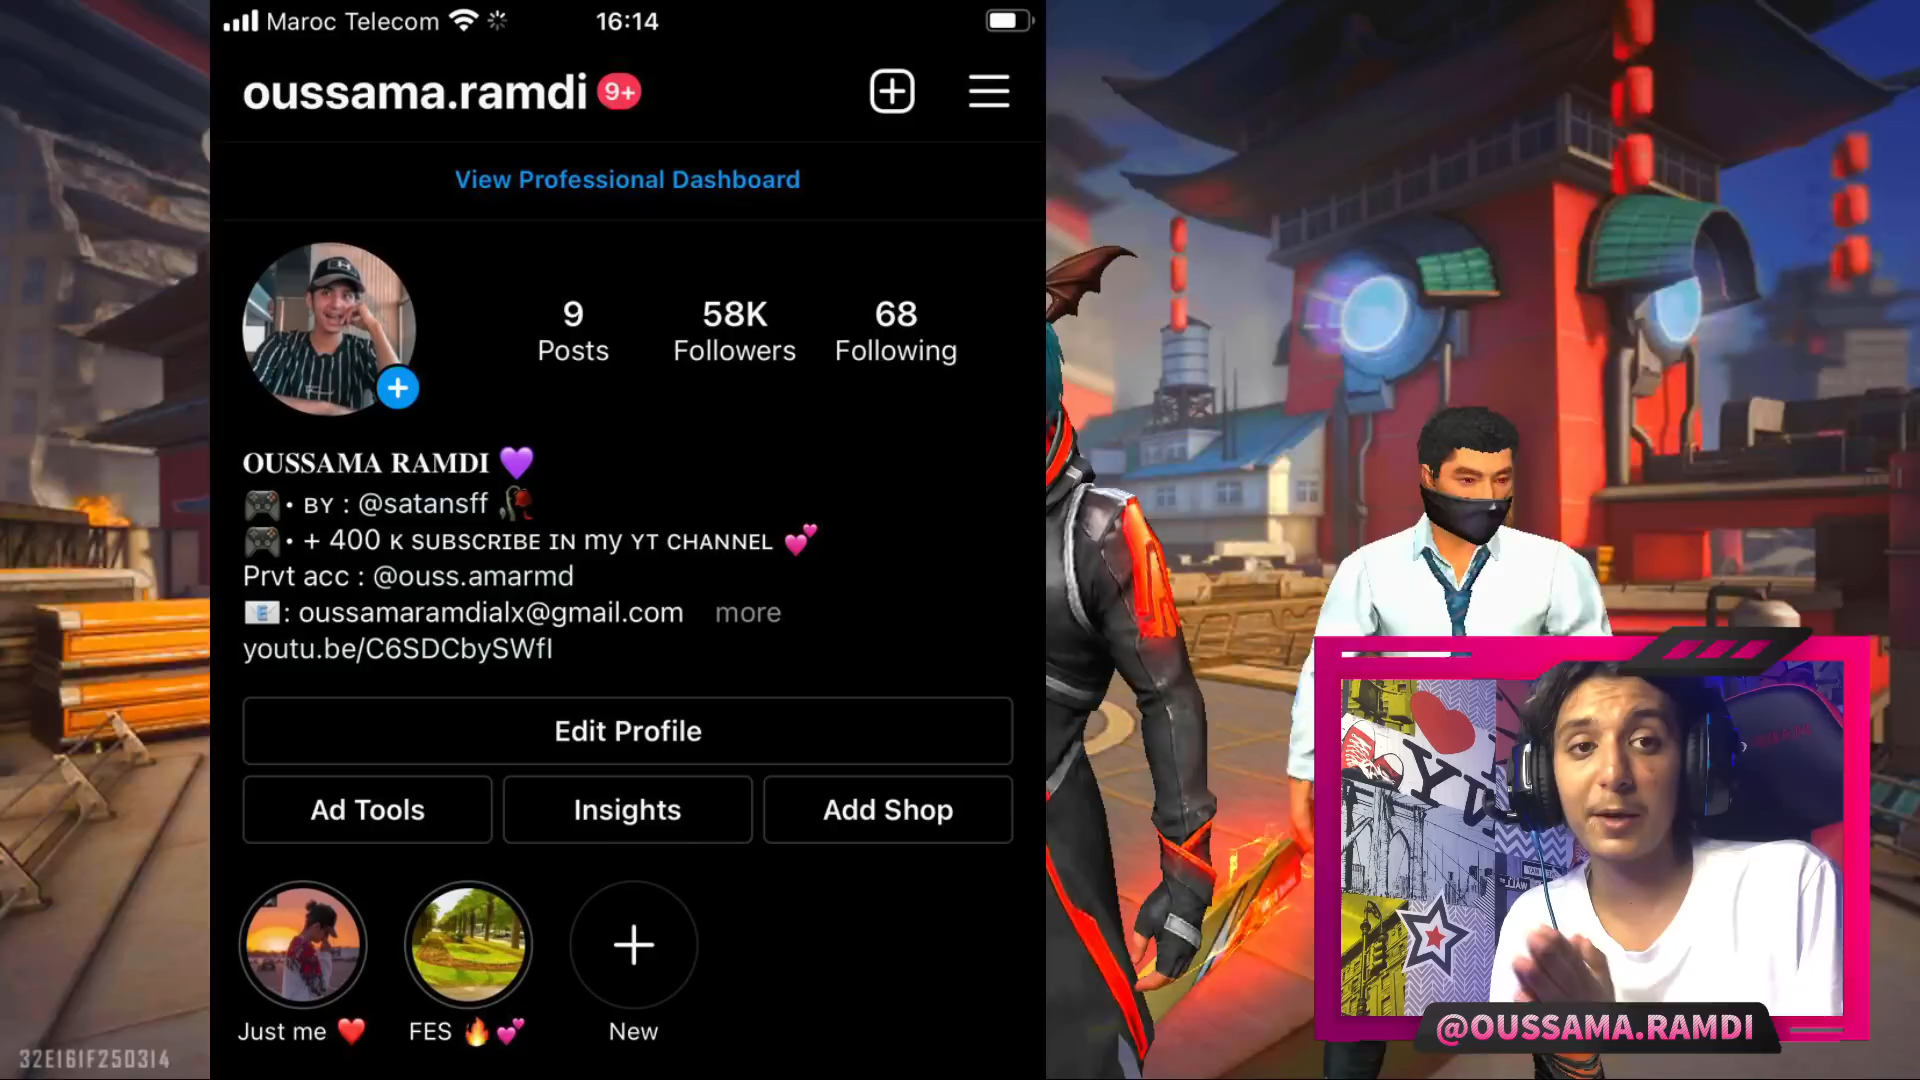 Maroc Telecom 16:14
oussama.ramdi 9+
View Professional Dashboard
9 58K 68
Posts Followers Following
OUSSAMA RAMDI 💜
🎮• BY : @satansff 🥀
🎮• + 400 K SUBSCRIBE IN my YT CHANNEL 💕
Prvt acc : @ouss.amarmd
📧: oussamaramdialx@gmail.com more
youtu.be/C6SDCbySWfI
Edit Profile
Ad Tools Insights Add Shop
Just me ❤️ FES 🔥💕 New
@OUSSAMA.RAMDI
32E161F250314